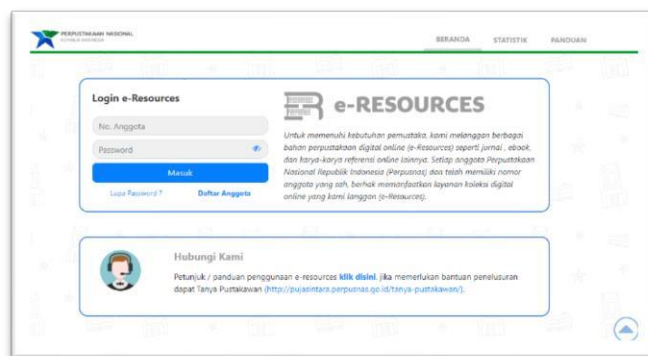 PERPUSTAKAAN NASIONAL
REPUBLIK INDONESIA
BERANDA STATISTIK PANDUAN
Login e-Resources
No. Anggota
Password
Masuk
Lupa Password ? Daftar Anggota
e-RESOURCES
Untuk memenuhi kebutuhan pemustaka, kami melanggan berbagai
bahan perpustakaan digital online (e-Resources) seperti jurnal , ebook,
dan karya-karya referensi online lainnya. Setiap anggota Perpustakaan
Nasional Republik Indonesia (Perpusnas) dan telah memiliki nomor
anggota yang sah, berhak memanfaatkan layanan koleksi digital
online yang kami langgan (e-Resources).
Hubungi Kami
Petunjuk / panduan penggunaan e-resources klik disini, jika memerlukan bantuan penelusuran
dapat Tanya Pustakawan (http://pujasintara.perpusnas.go.id/tanya-pustakawan/).